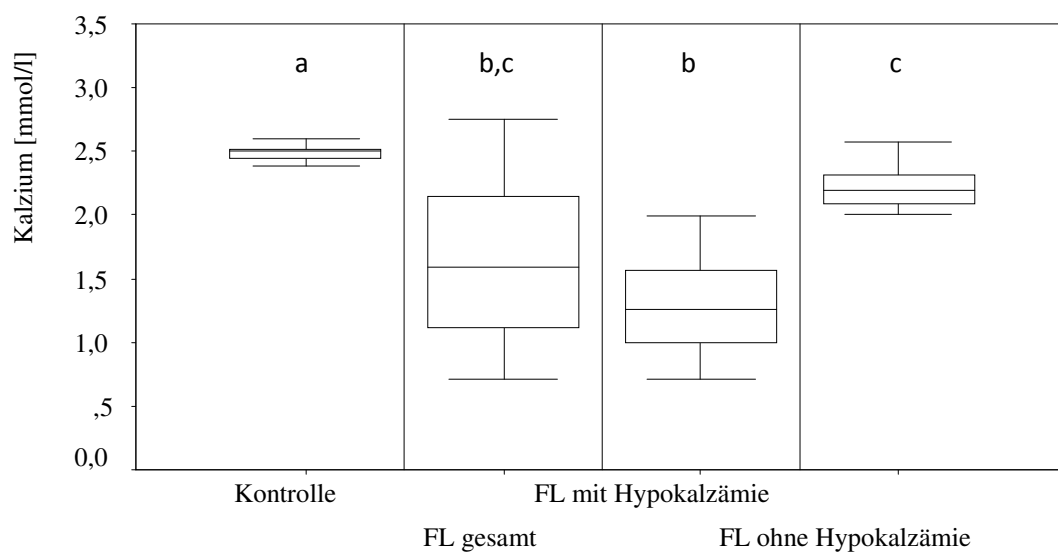 3,5
3,0
2,5
2,0
1,5
1,0
,5
0,0
Kalzium [mmol/l]
a b,c b c
Kontrolle FL mit Hypokalzämie
FL gesamt FL ohne Hypokalzämie